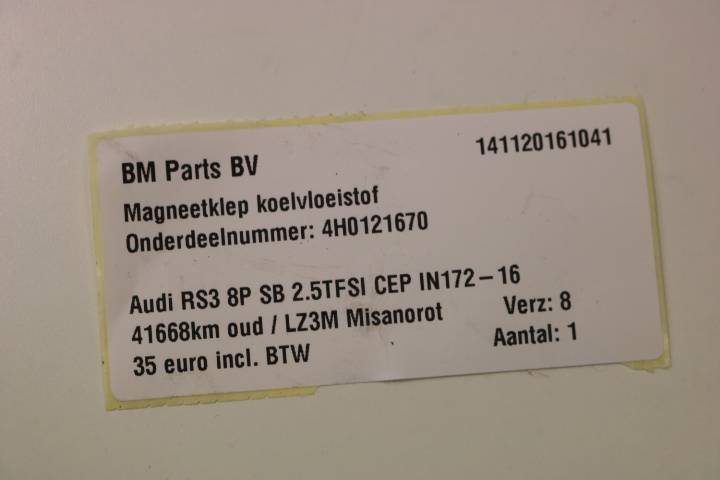 BM Parts BV 141120161041
Magneetklep koelvloeistof
Onderdeelnummer: 4H0121670
Audi RS3 8P SB 2.5TFSI CEP IN172-16
41668km oud / LZ3M Misanorot Verz: 8
35 euro incl. BTW Aantal: 1